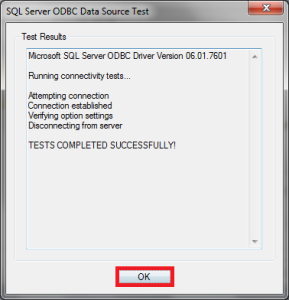 SQL Server ODBC Data Source Test
Test Results
Microsoft SQL Server ODBC Driver Version 06.01.7601
Running connectivity tests...
Attempting connection
Connection established
Verifying option settings
Disconnecting from server
TESTS COMPLETED SUCCESSFULLY!
OK